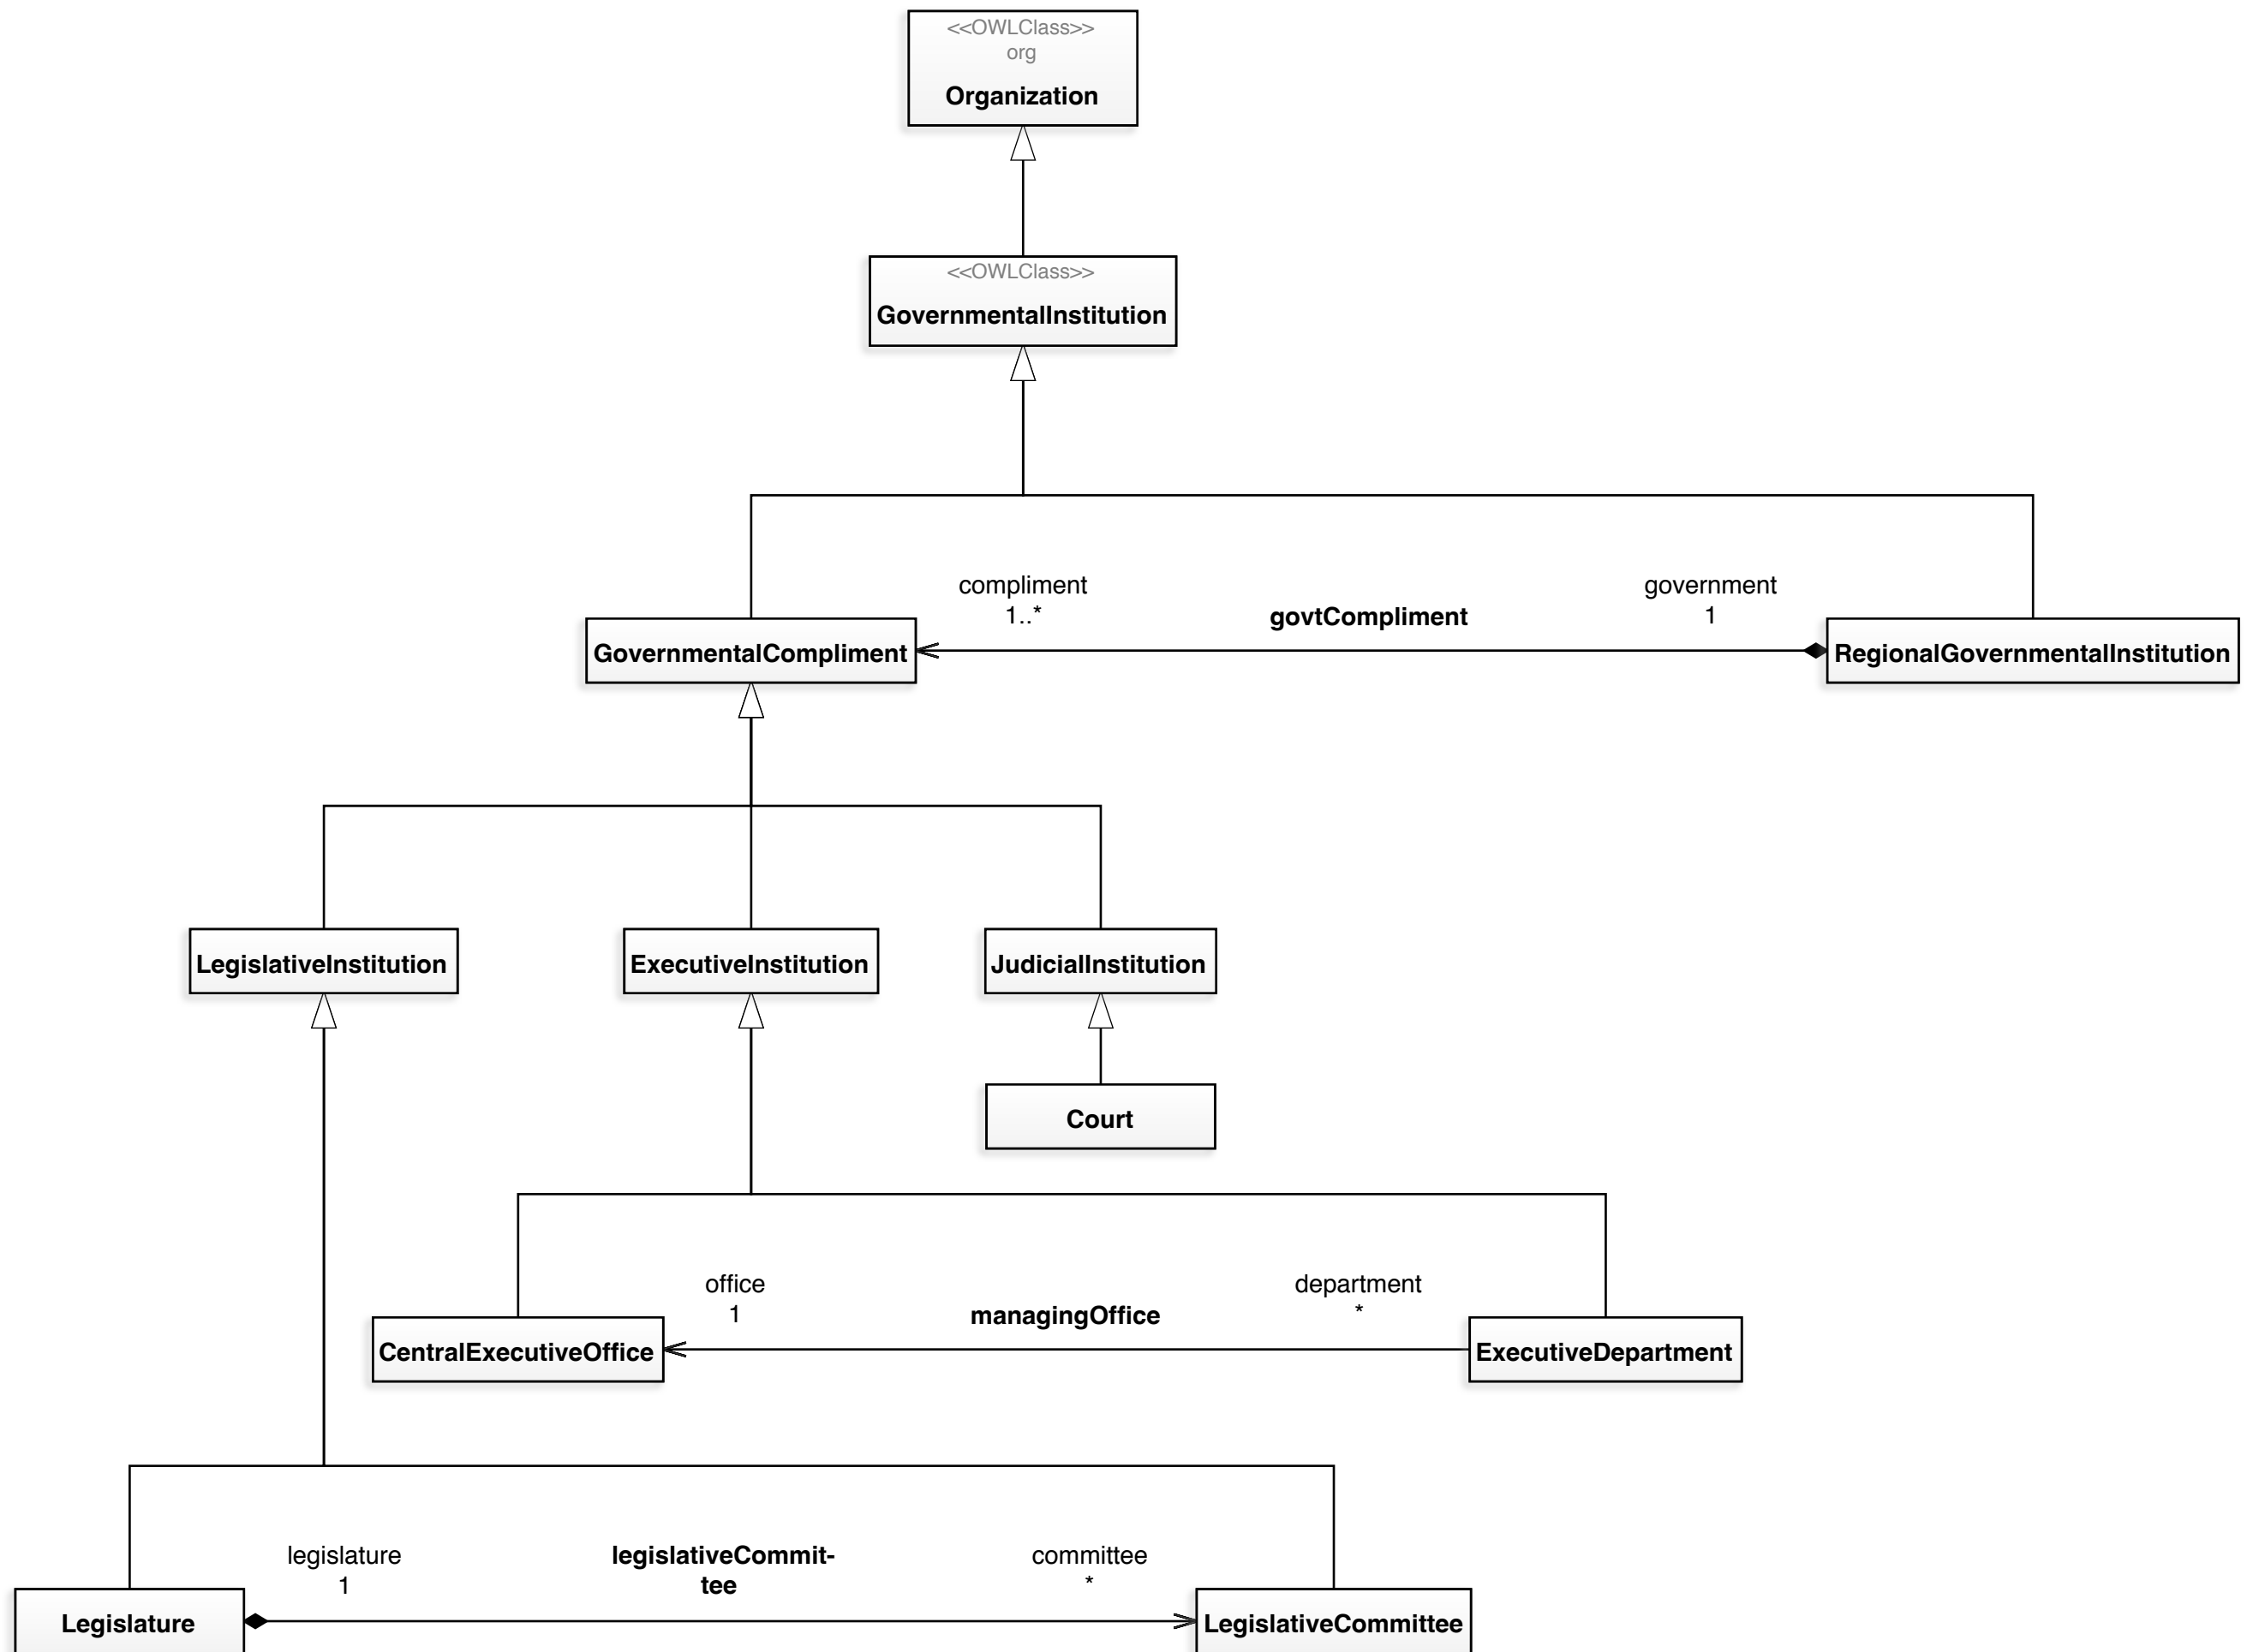 <<OWLClass>>
org
Organization
<<OWLClass>>
GovernmentalInstitution
compliment
1..*
govtCompliment
government
1
GovernmentalCompliment
RegionalGovernmentalInstitution
LegislativeInstitution
ExecutiveInstitution
JudicialInstitution
Court
office
1
managingOffice
department
*
CentralExecutiveOffice
ExecutiveDepartment
legislature
1
legislativeCommit-
tee
committee
*
Legislature
LegislativeCommittee